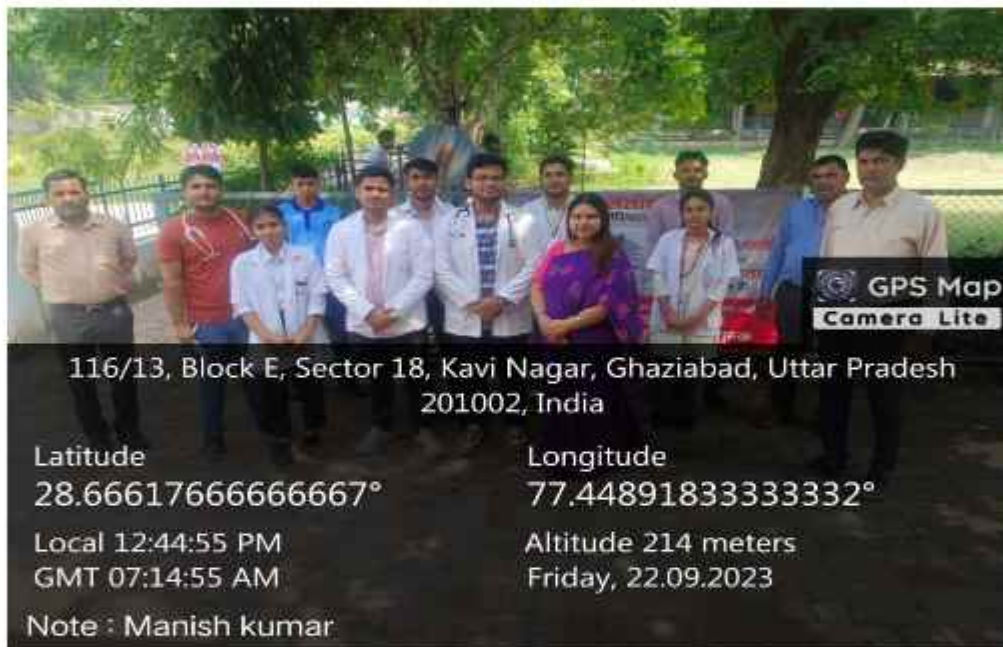 GPS Map
Camera Lite
116/13, Block E, Sector 18, Kavi Nagar, Ghaziabad, Uttar Pradesh
201002, India
Latitude
28.66617666666667°
Longitude
77.44891833333332°
Local 12:44:55 PM
GMT 07:14:55 AM
Altitude 214 meters
Friday, 22.09.2023
Note : Manish kumar